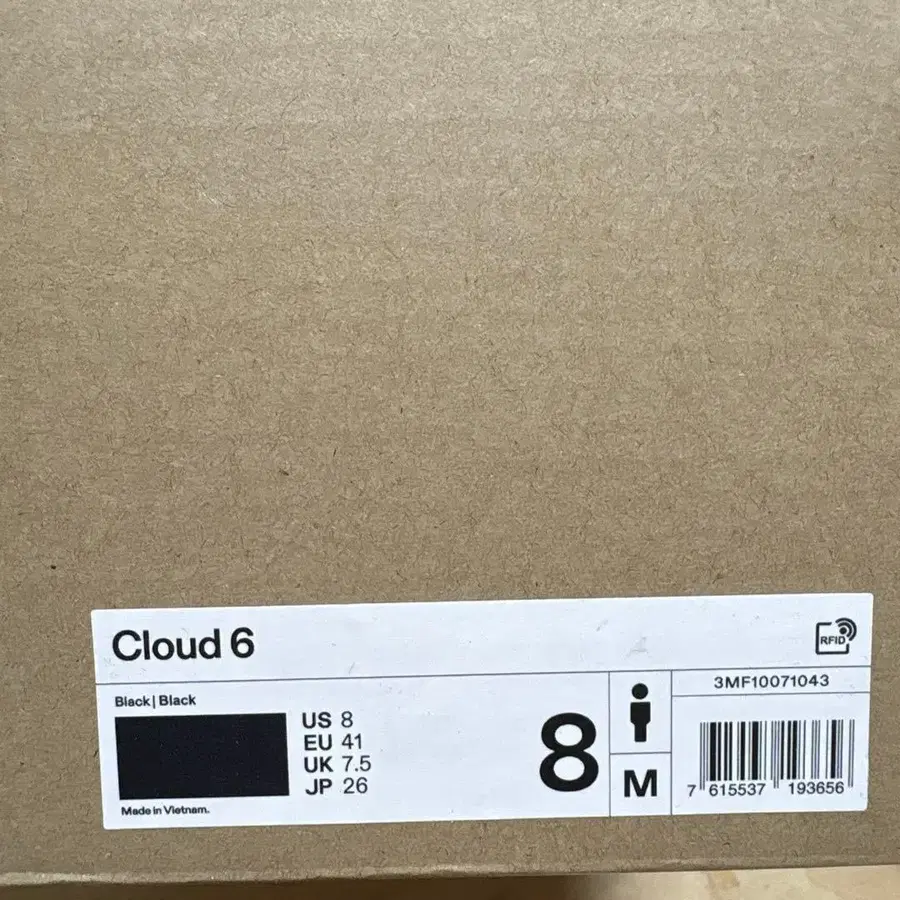 Cloud 6
RFID
Black | Black
US 8
EU 41
UK 7.5
JP 26
Made in Vietnam.
8
M
3MF10071043
7 615537 193656